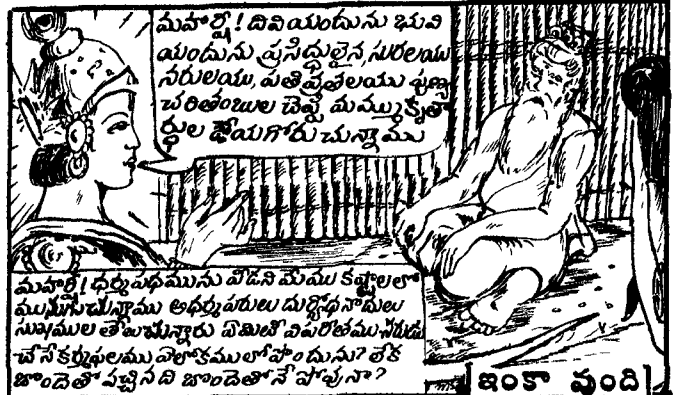 మహర్షీ! దివియందును భువి
యందును ప్రసిద్ధులైన, సురలయు
నరులయు, పతివ్రతలయు పుణ్య
చరితంబుల చెప్పి మమ్ము కృతా
ర్థుల జేయగోరుచున్నాము
మహర్షీ! ధర్మపథమును వీడని మేము కష్టాలలో
మునుగుచున్నాము అధర్మపరులు దుర్యోధనాదులు
సుఖముల తేలుచున్నారు ఏమిటీ విపరీతము నరుడు
చేసే కర్మఫలము పరలోకములో పొందునా? లేక
బొందెతో వచ్చినది బొందెతోనే పోవునా?
ఇంకా వుంది